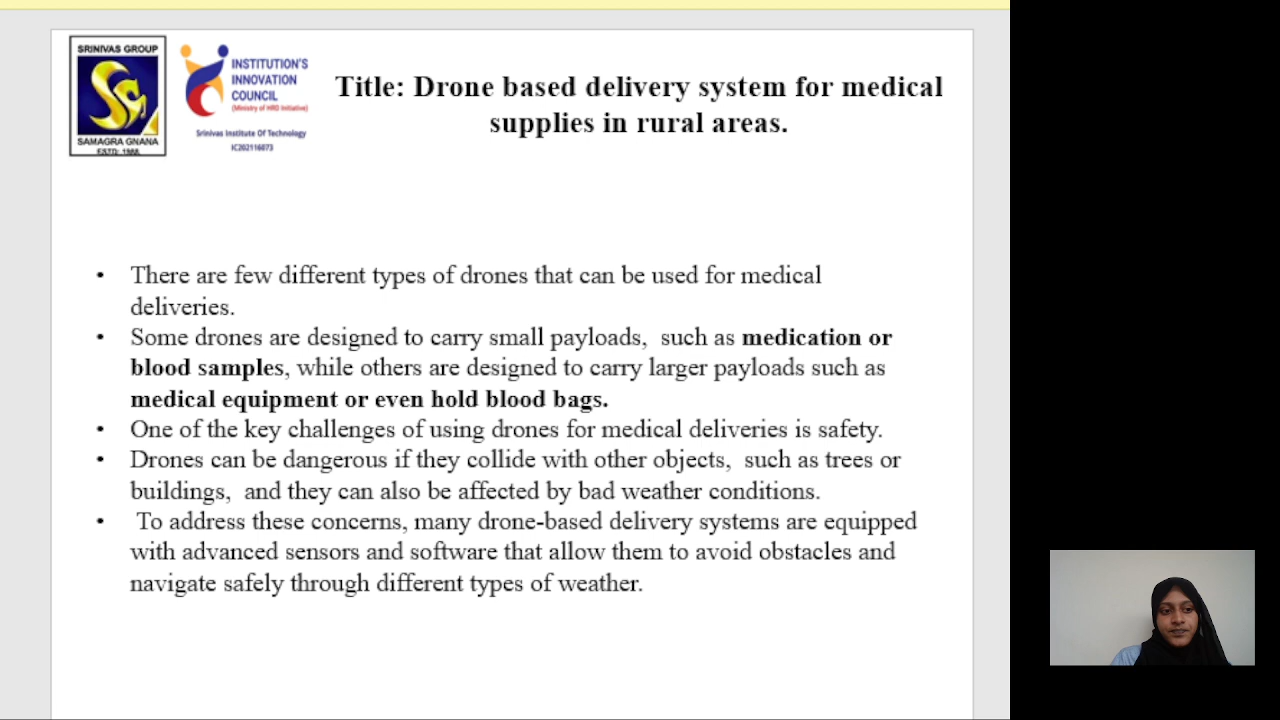 SRINIVAS GROUP
SAMAGRA GNANA
ESTD: 1988
INSTITUTION'S
INNOVATION
COUNCIL
(Ministry of HRD Initiative)
Srinivas Institute Of Technology
IC202116073
Title: Drone based delivery system for medical
supplies in rural areas.
• There are few different types of drones that can be used for medical
deliveries.
• Some drones are designed to carry small payloads,  such as medication or
blood samples, while others are designed to carry larger payloads such as
medical equipment or even hold blood bags.
• One of the key challenges of using drones for medical deliveries is safety.
• Drones can be dangerous if they collide with other objects,  such as trees or
buildings,  and they can also be affected by bad weather conditions.
• To address these concerns, many drone-based delivery systems are equipped
with advanced sensors and software that allow them to avoid obstacles and
navigate safely through different types of weather.